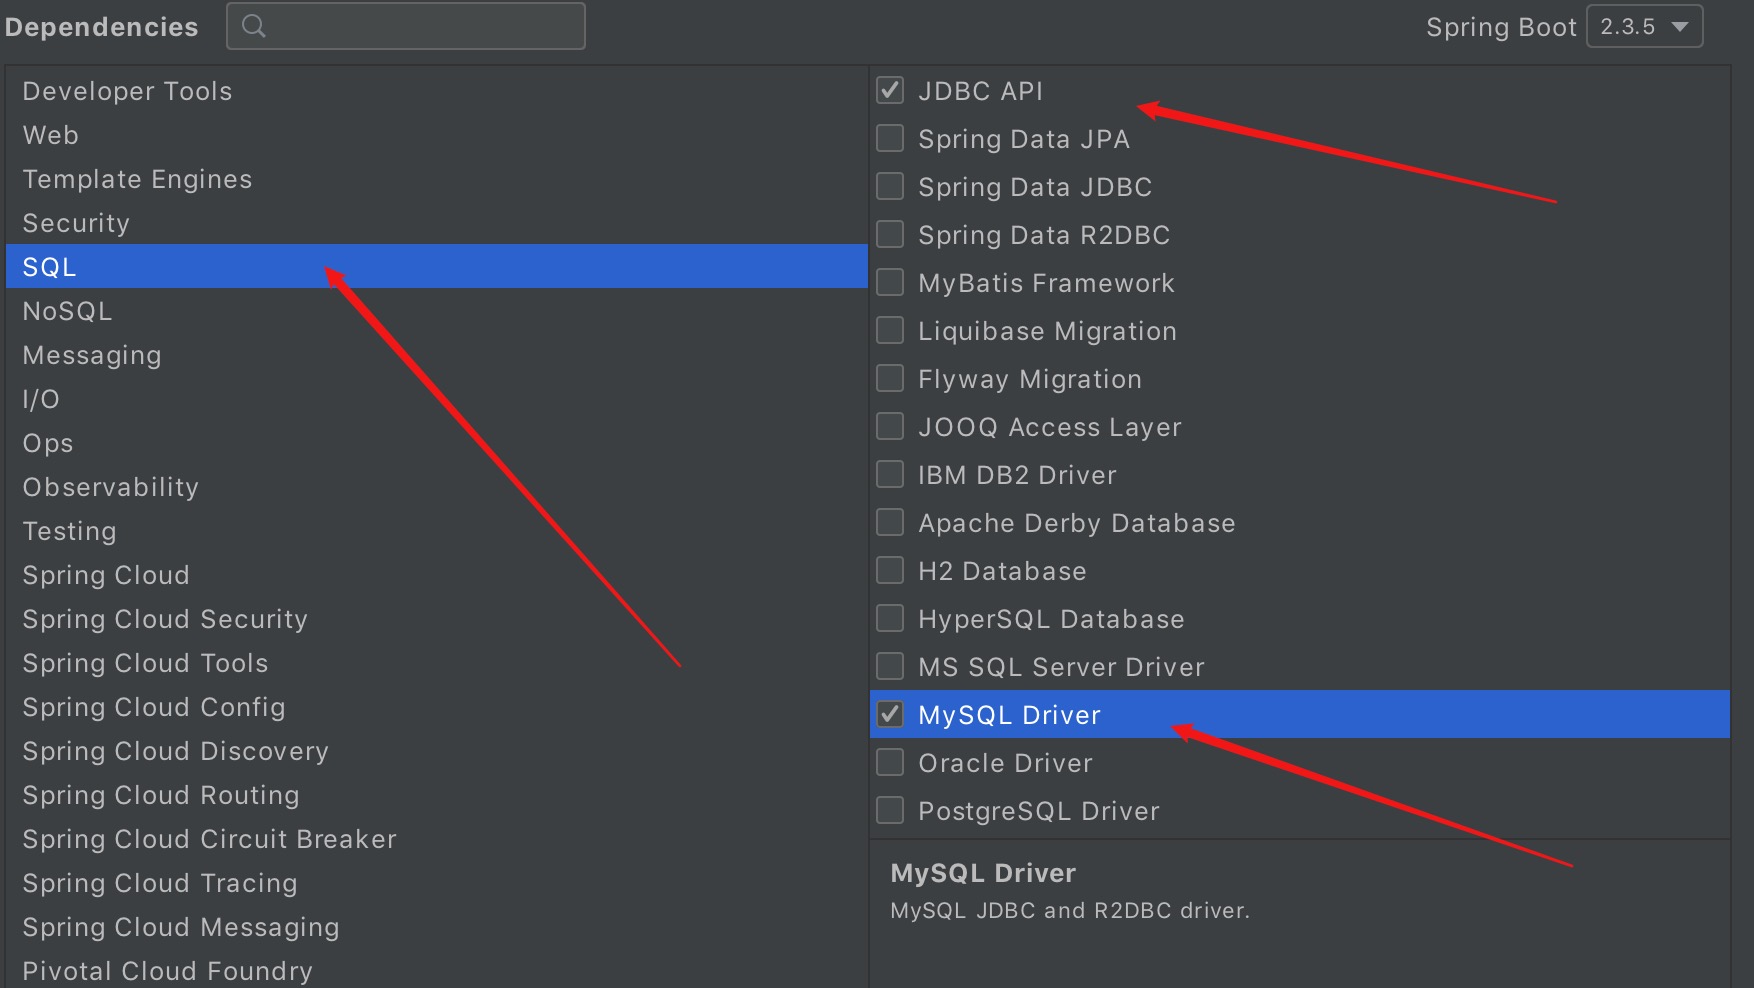 Dependencies
Spring Boot 2.3.5
Developer Tools
Web
Template Engines
Security
SQL
NoSQL
Messaging
I/O
Ops
Observability
Testing
Spring Cloud
Spring Cloud Security
Spring Cloud Tools
Spring Cloud Config
Spring Cloud Discovery
Spring Cloud Routing
Spring Cloud Circuit Breaker
Spring Cloud Tracing
Spring Cloud Messaging
Pivotal Cloud Foundry
JDBC API
Spring Data JPA
Spring Data JDBC
Spring Data R2DBC
MyBatis Framework
Liquibase Migration
Flyway Migration
JOOQ Access Layer
IBM DB2 Driver
Apache Derby Database
H2 Database
HyperSQL Database
MS SQL Server Driver
MySQL Driver
Oracle Driver
PostgreSQL Driver
MySQL Driver
MySQL JDBC and R2DBC driver.